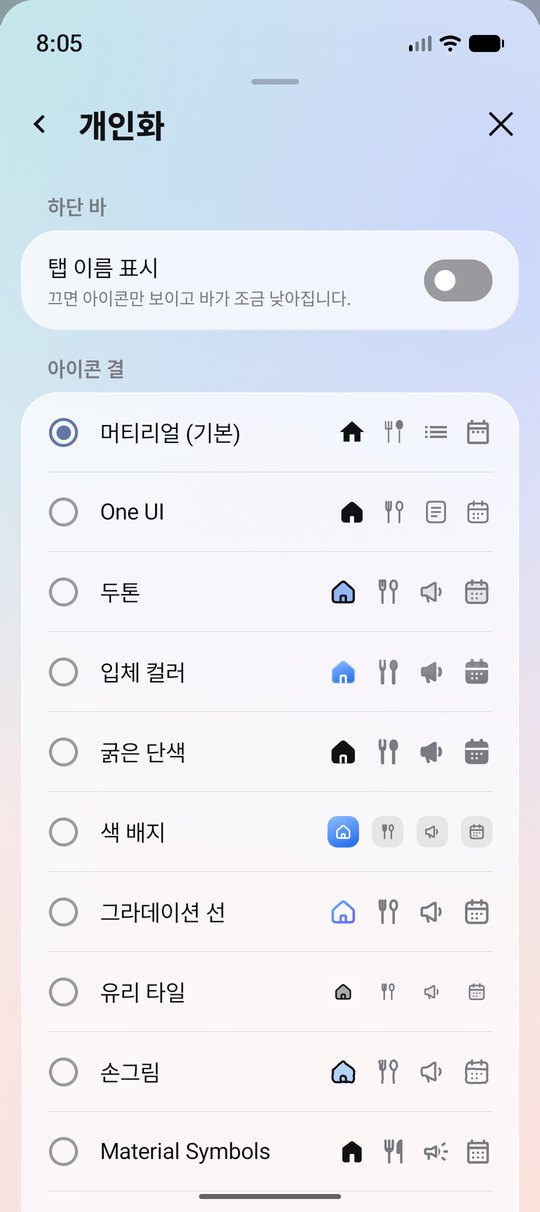 8:05
개인화
하단 바
탭 이름 표시
끄면 아이콘만 보이고 바가 조금 낮아집니다.
아이콘 결
머티리얼 (기본)
One UI
두톤
입체 컬러
굵은 단색
색 배지
그라데이션 선
유리 타일
손그림
Material Symbols